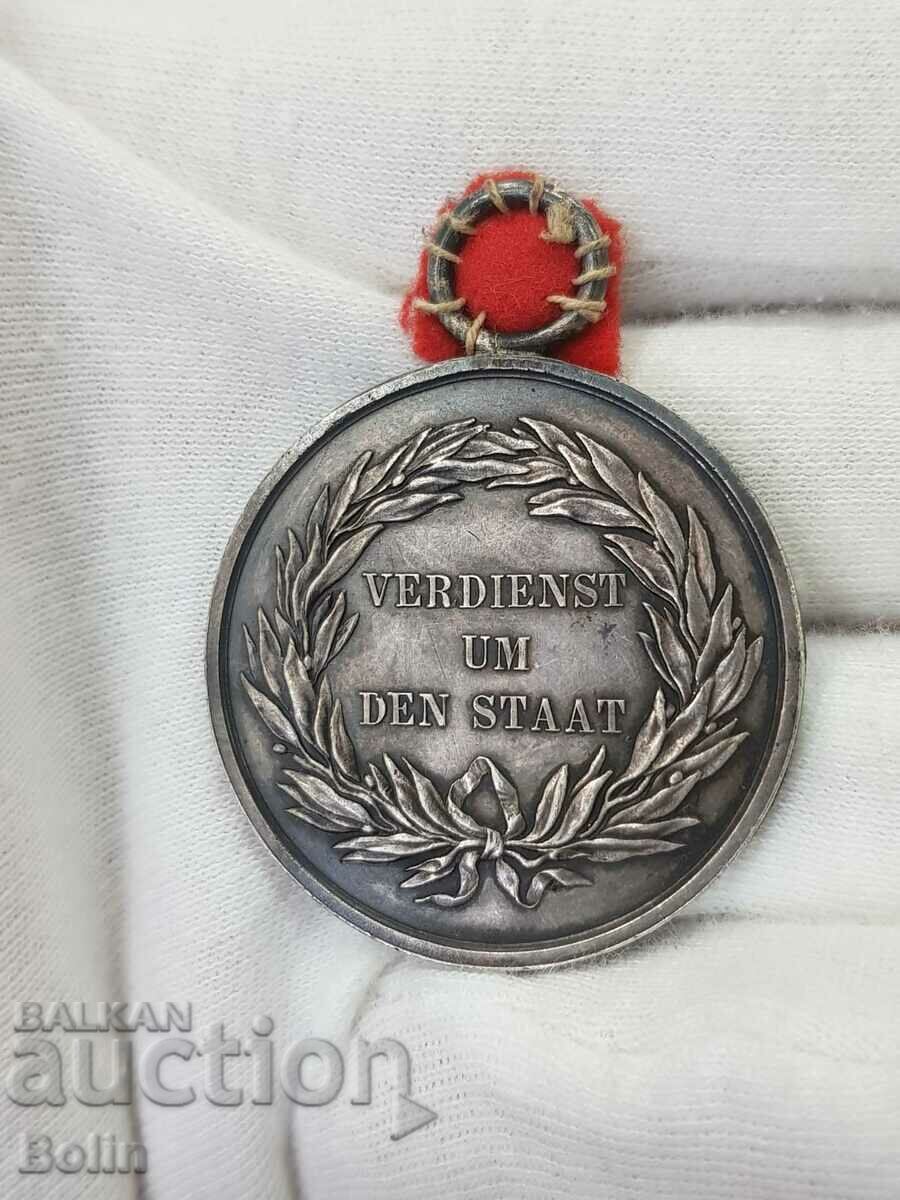 VERDIENST
UM
DEN STAAT
BALKAN
auction
Bolin